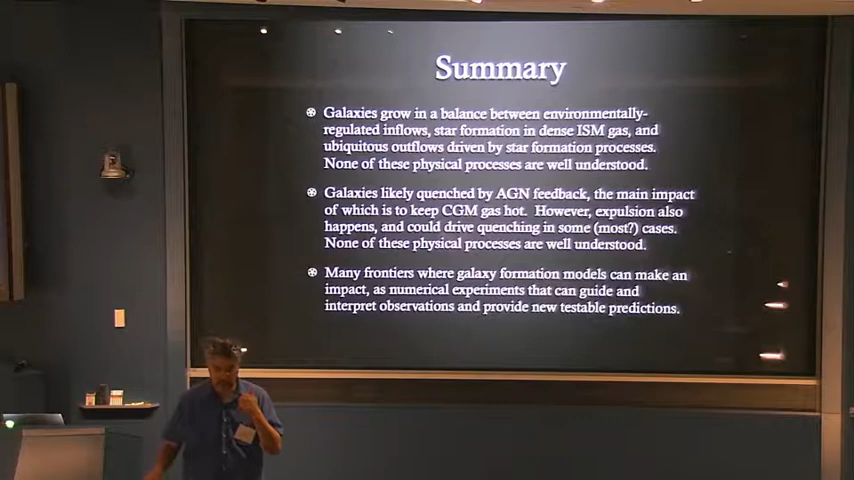 Summary
Galaxies grow in a balance between environmentally-
regulated inflows, star formation in dense ISM gas, and
ubiquitous outflows driven by star formation processes.
None of these physical processes are well understood.
Galaxies likely quenched by AGN feedback, the main impact
of which is to keep CGM gas hot. However, expulsion also
happens, and could drive quenching in some (most?) cases.
None of these physical processes are well understood.
Many frontiers where galaxy formation models can make an
impact, as numerical experiments that can guide and
interpret observations and provide new testable predictions.